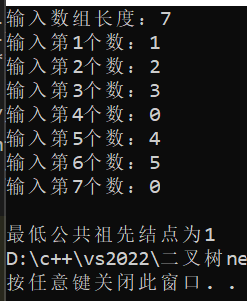 输入数组长度: 7
输入第1个数: 1
输入第2个数: 2
输入第3个数: 3
输入第4个数: 0
输入第5个数: 4
输入第6个数: 5
输入第7个数: 0
最低公共祖先结点为1
D:\c++\vs2022\二叉树ne
按任意键关闭此窗口. .